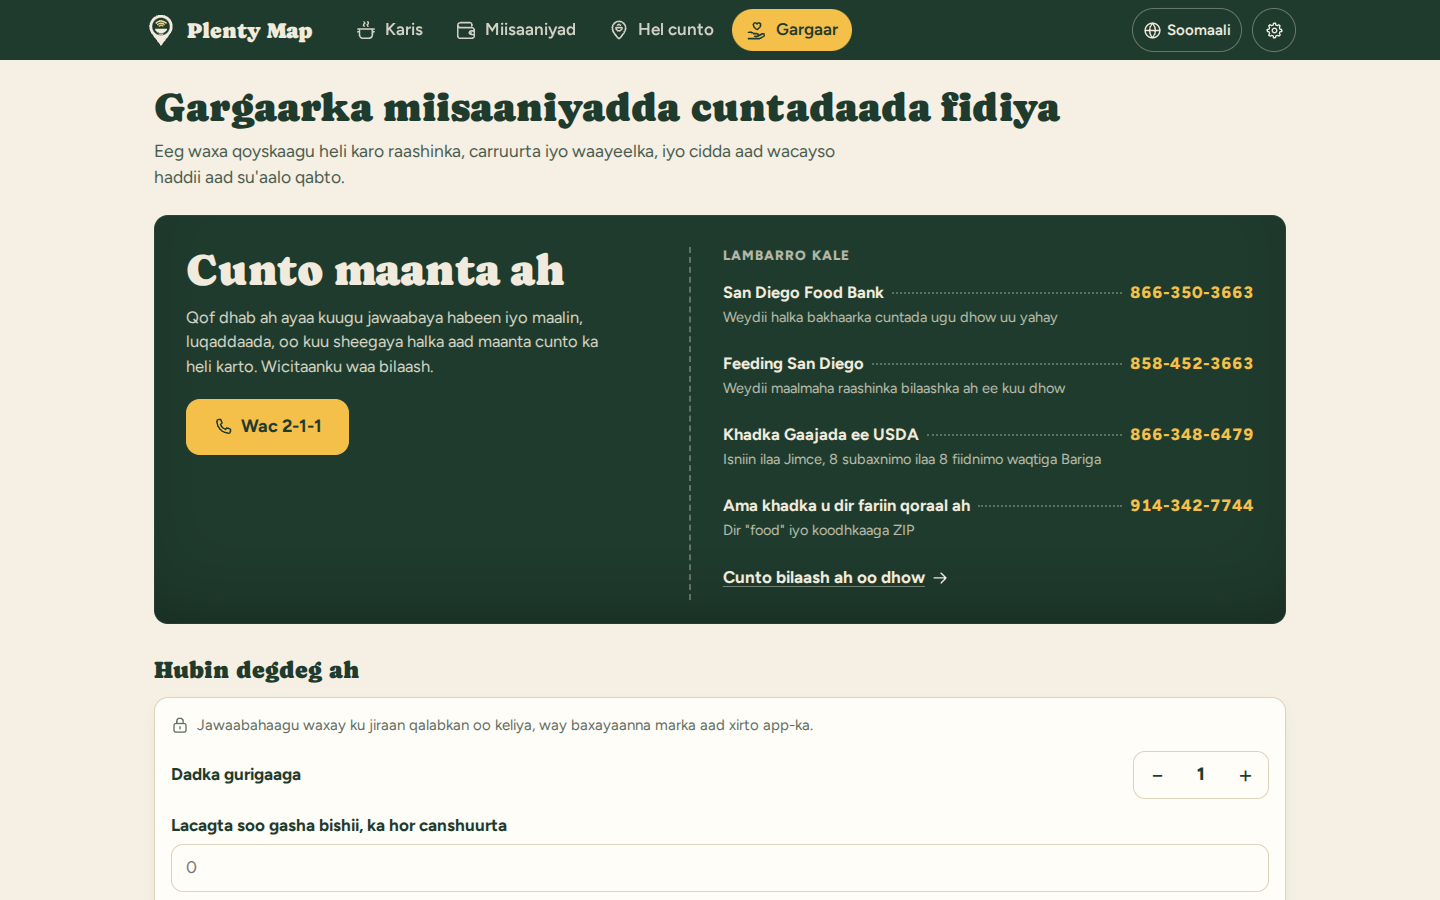 Plenty Map
Karis
Miisaaniyad
Hel cunto
Gargaar
Soomaali
Gargaarka miisaaniyadda cuntadaada fidiya
Eeg waxa qoyskaagu heli karo raashinka, carruurta iyo waayeelka, iyo cidda aad wacayso
haddii aad su'aalo qabto.
Cunto maanta ah
Qof dhab ah ayaa kuugu jawaabaya habeen iyo maalin,
luqaddaada, oo kuu sheegaya halka aad maanta cunto ka
heli karto. Wicitaanku waa bilaash.
Wac 2-1-1
LAMBARRO KALE
San Diego Food Bank 866-350-3663
Weydii halka bakhaarka cuntada ugu dhow uu yahay
Feeding San Diego 858-452-3663
Weydii maalmaha raashinka bilaashka ah ee kuu dhow
Khadka Gaajada ee USDA 866-348-6479
Isniin ilaa Jimce, 8 subaxnimo ilaa 8 fiidnimo waqtiga Bariga
Ama khadka u dir fariin qoraal ah 914-342-7744
Dir "food" iyo koodhkaaga ZIP
Cunto bilaash ah oo dhow →
Hubin degdeg ah
Jawaabahaagu waxay ku jiraan qalabkan oo keliya, way baxayaanna marka aad xirto app-ka.
Dadka gurigaaga
− 1 +
Lacagta soo gasha bishii, ka hor canshuurta
0